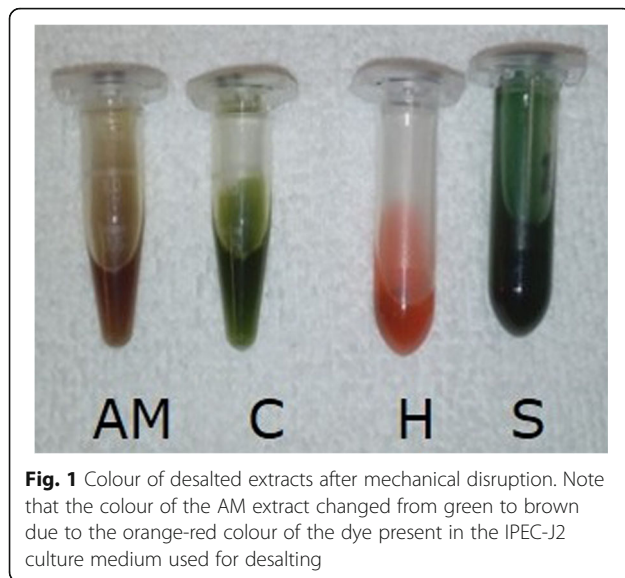 AM C H S
Fig. 1 Colour of desalted extracts after mechanical disruption. Note
that the colour of the AM extract changed from green to brown
due to the orange-red colour of the dye present in the IPEC-J2
culture medium used for desalting